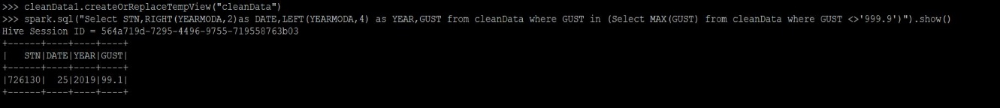 >>> cleanData1.createOrReplaceTempView("cleanData")
>>> spark.sql("Select STN,RIGHT(YEARMODA,2)as DATE,LEFT(YEARMODA,4) as YEAR,GUST from cleanData where GUST in (Select MAX(GUST) from cleanData where GUST <>'999.9')").show()
Hive Session ID = 564a719d-7295-4496-9755-719558763b03
+------+----+----+----+
|   STN|DATE|YEAR|GUST|
+------+----+----+----+
|726130|  25|2019|99.1|
+------+----+----+----+